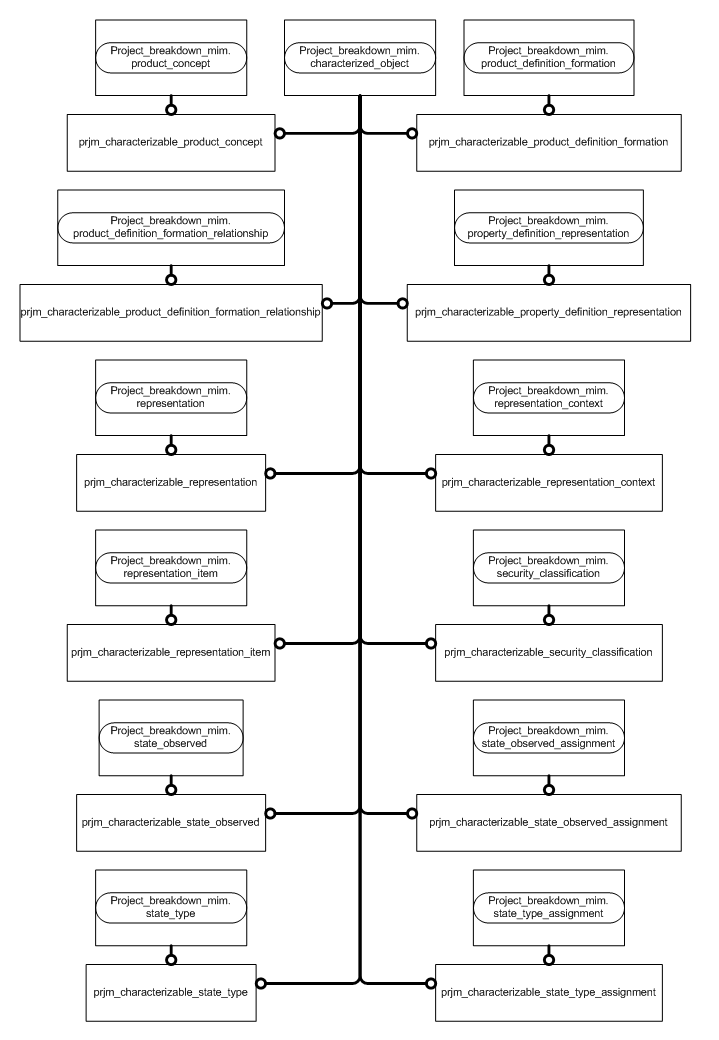 Project_breakdown_mim.
product_concept
Project_breakdown_mim.
characterized_object
Project_breakdown_mim.
product_definition_formation
prjm_characterizable_product_concept
prjm_characterizable_product_definition_formation
Project_breakdown_mim.
product_definition_formation_relationship
Project_breakdown_mim.
property_definition_representation
prjm_characterizable_product_definition_formation_relationship
prjm_characterizable_property_definition_representation
Project_breakdown_mim.
representation
Project_breakdown_mim.
representation_context
prjm_characterizable_representation
prjm_characterizable_representation_context
Project_breakdown_mim.
representation_item
Project_breakdown_mim.
security_classification
prjm_characterizable_representation_item
prjm_characterizable_security_classification
Project_breakdown_mim.
state_observed
Project_breakdown_mim.
state_observed_assignment
prjm_characterizable_state_observed
prjm_characterizable_state_observed_assignment
Project_breakdown_mim.
state_type
Project_breakdown_mim.
state_type_assignment
prjm_characterizable_state_type
prjm_characterizable_state_type_assignment